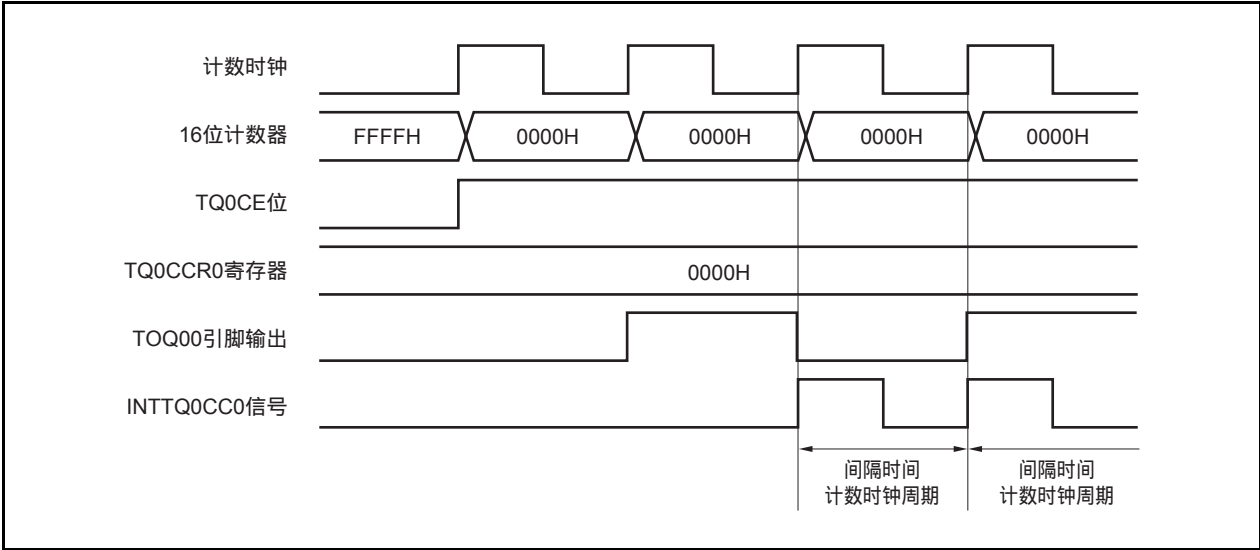 计数时钟
16位计数器
FFFFH 0000H 0000H 0000H 0000H
TQ0CE位
TQ0CCR0寄存器
0000H
TOQ00引脚输出
INTTQ0CC0信号
间隔时间
计数时钟周期
间隔时间
计数时钟周期